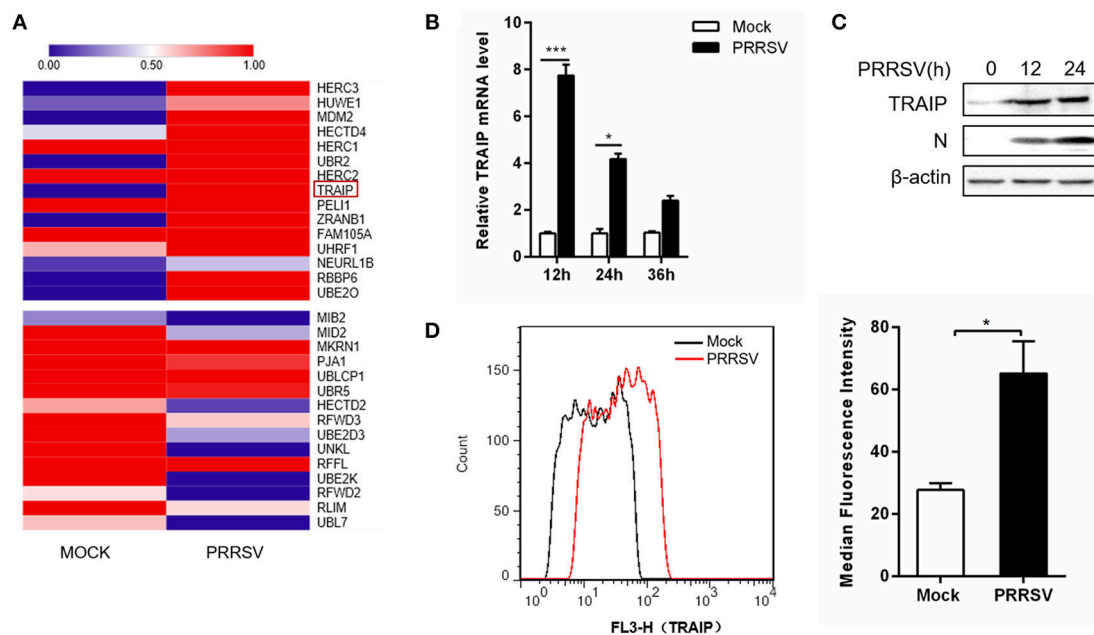 A
0.00 0.50 1.00
HERC3
HUWE1
MDM2
HECTD4
HERC1
UBR2
HERC2
TRAIP
PELI1
ZRANB1
FAM105A
UHRF1
NEURL1B
RBBP6
UBE2O
MIB2
MID2
MKRN1
PJA1
UBLCP1
UBR5
HECTD2
RFWD3
UBE2D3
UNKL
RFFL
UBE2K
RFWD2
RLIM
UBL7
MOCK PRRSV
B
Relative TRAIP mRNA level
10
8
6
4
2
0
Mock
PRRSV
***
*
12h 24h 36h
C
PRRSV(h) 0 12 24
TRAIP
N
β-actin
D
Count
150
100
50
0
Mock
PRRSV
10^0 10^1 10^2 10^3 10^4
FL3-H (TRAIP)
Median Fluorescence Intensity
80
60
40
20
0
*
Mock PRRSV